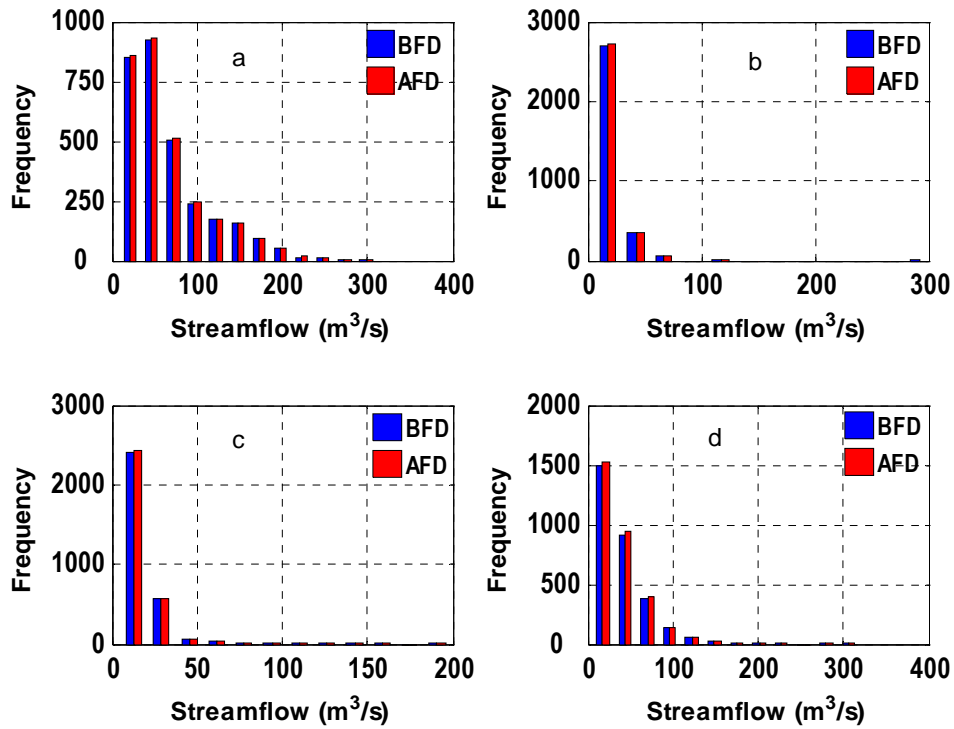 1000
750
500
250
0
Frequency
a
BFD
AFD
0 100 200 300 400
Streamflow (m³/s)
3000
2000
1000
0
Frequency
b
BFD
AFD
0 100 200 300
Streamflow (m³/s)
3000
2000
1000
0
Frequency
c
BFD
AFD
0 50 100 150 200
Streamflow (m³/s)
2000
1500
1000
500
0
Frequency
d
BFD
AFD
0 100 200 300 400
Streamflow (m³/s)